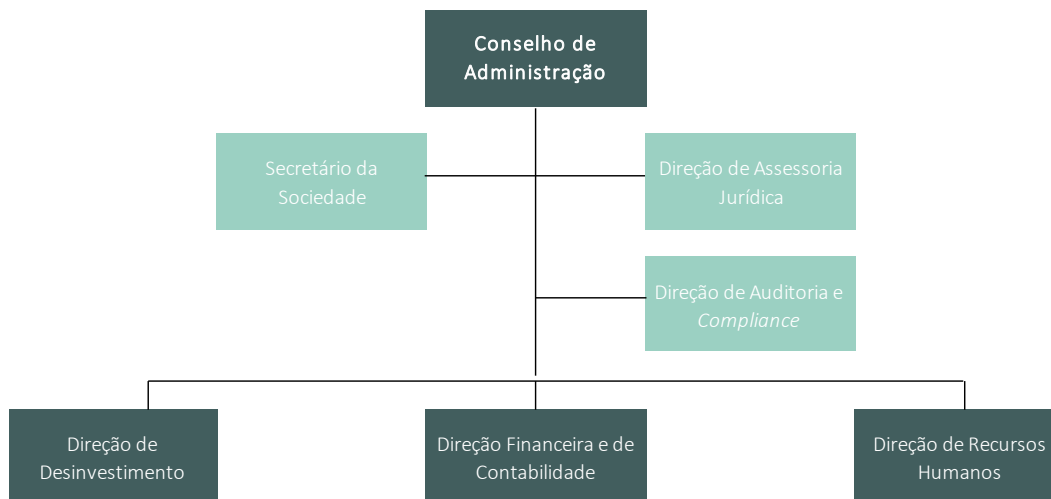 Conselho de
Administração
Secretário da
Sociedade
Direção de Assessoria
Jurídica
Direção de Auditoria e
Compliance
Direção de
Desinvestimento
Direção Financeira e de
Contabilidade
Direção de Recursos
Humanos